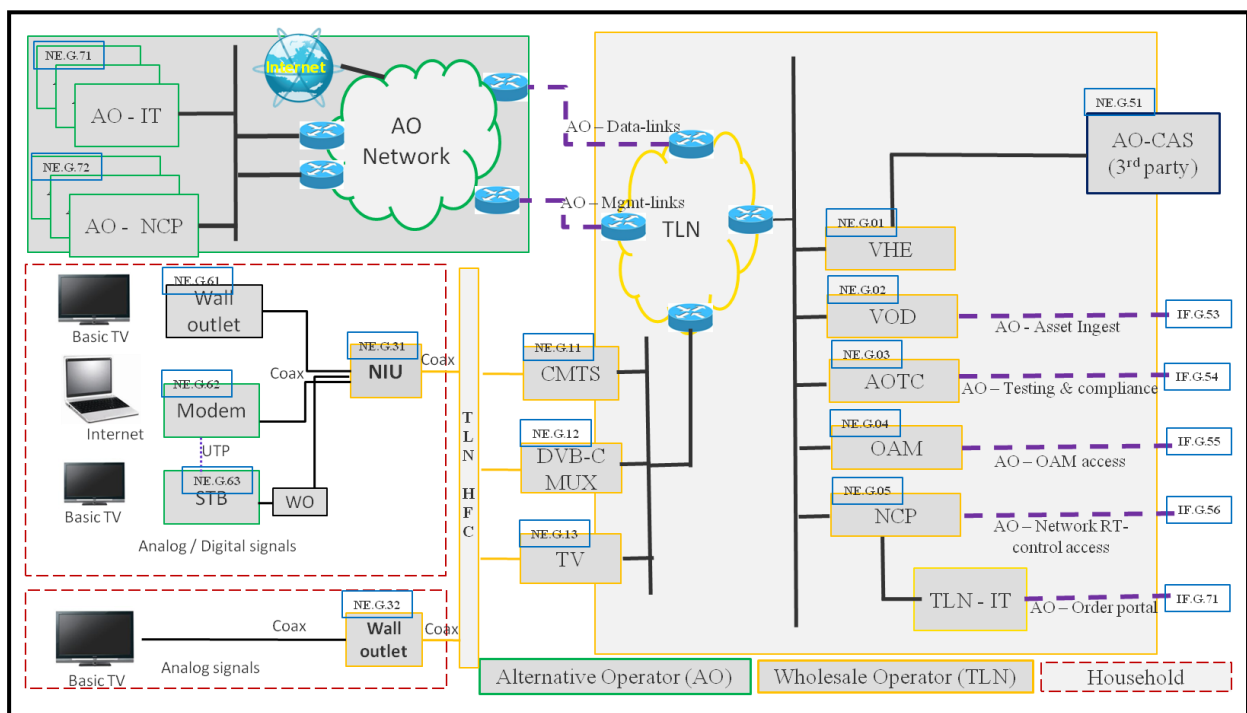 NE.G.71
AO - IT
NE.G.72
AO - NCP
Internet
AO
Network
AO – Data-links
AO – Mgmt-links
TLN
NE.G.51
AO-CAS
(3rd party)
NE.G.01
VHE
NE.G.02
VOD
AO - Asset Ingest
IF.G.53
NE.G.03
AOTC
AO – Testing & compliance
IF.G.54
NE.G.04
OAM
AO – OAM access
IF.G.55
NE.G.05
NCP
AO – Network RT-
control access
IF.G.56
TLN - IT
AO – Order portal
IF.G.71
Basic TV
NE.G.61
Wall
outlet
Internet
NE.G.62
Modem
Coax
UTP
NE.G.31
NIU
Coax
Basic TV
NE.G.63
STB
WO
Analog / Digital signals
TLN HFC
NE.G.11
CMTS
NE.G.12
DVB-C
MUX
NE.G.13
TV
Basic TV
Coax
Analog signals
NE.G.32
Wall
outlet
Coax
Alternative Operator (AO)
Wholesale Operator (TLN)
Household